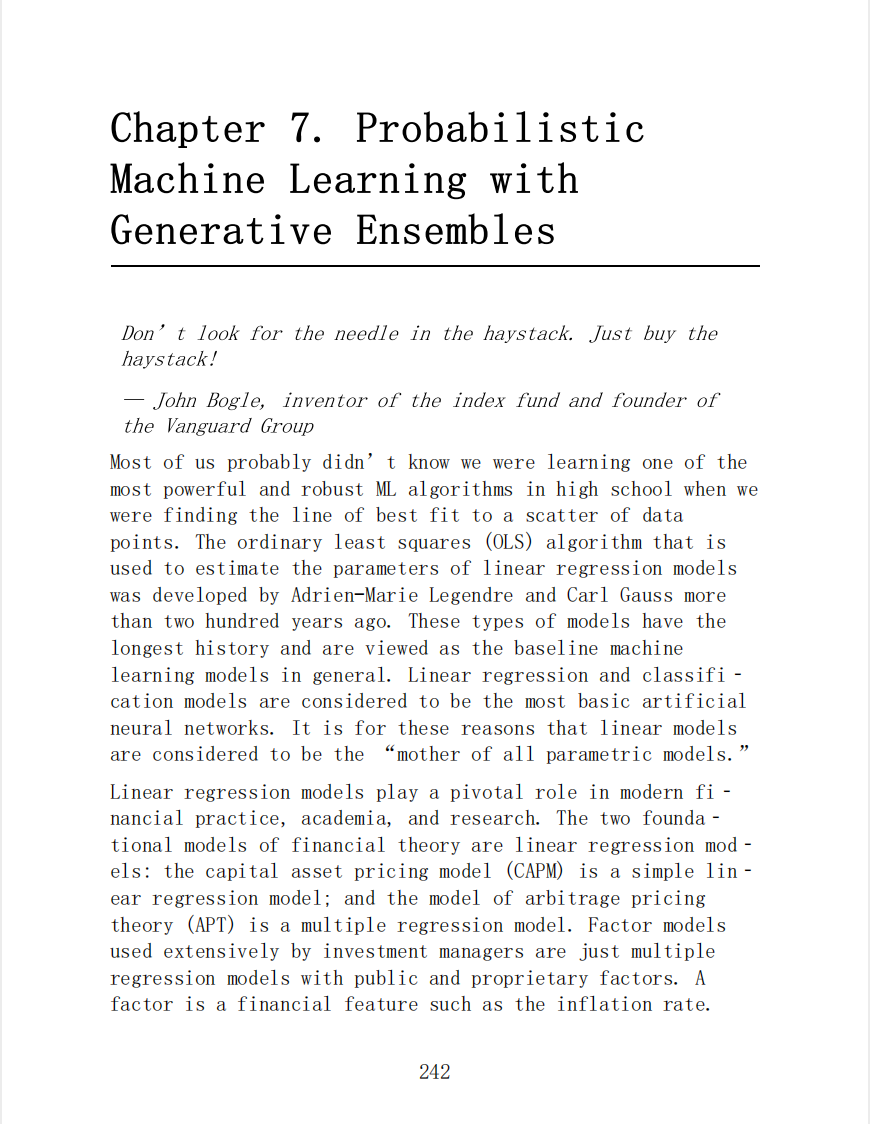 Chapter 7. Probabilistic
Machine Learning with
Generative Ensembles
Don’t look for the needle in the haystack. Just buy the
haystack!
— John Bogle, inventor of the index fund and founder of
the Vanguard Group
Most of us probably didn’t know we were learning one of the
most powerful and robust ML algorithms in high school when we
were finding the line of best fit to a scatter of data
points. The ordinary least squares (OLS) algorithm that is
used to estimate the parameters of linear regression models
was developed by Adrien-Marie Legendre and Carl Gauss more
than two hundred years ago. These types of models have the
longest history and are viewed as the baseline machine
learning models in general. Linear regression and classifi-
cation models are considered to be the most basic artificial
neural networks. It is for these reasons that linear models
are considered to be the “mother of all parametric models.”
Linear regression models play a pivotal role in modern fi-
nancial practice, academia, and research. The two founda-
tional models of financial theory are linear regression mod-
els: the capital asset pricing model (CAPM) is a simple lin-
ear regression model; and the model of arbitrage pricing
theory (APT) is a multiple regression model. Factor models
used extensively by investment managers are just multiple
regression models with public and proprietary factors. A
factor is a financial feature such as the inflation rate.
242